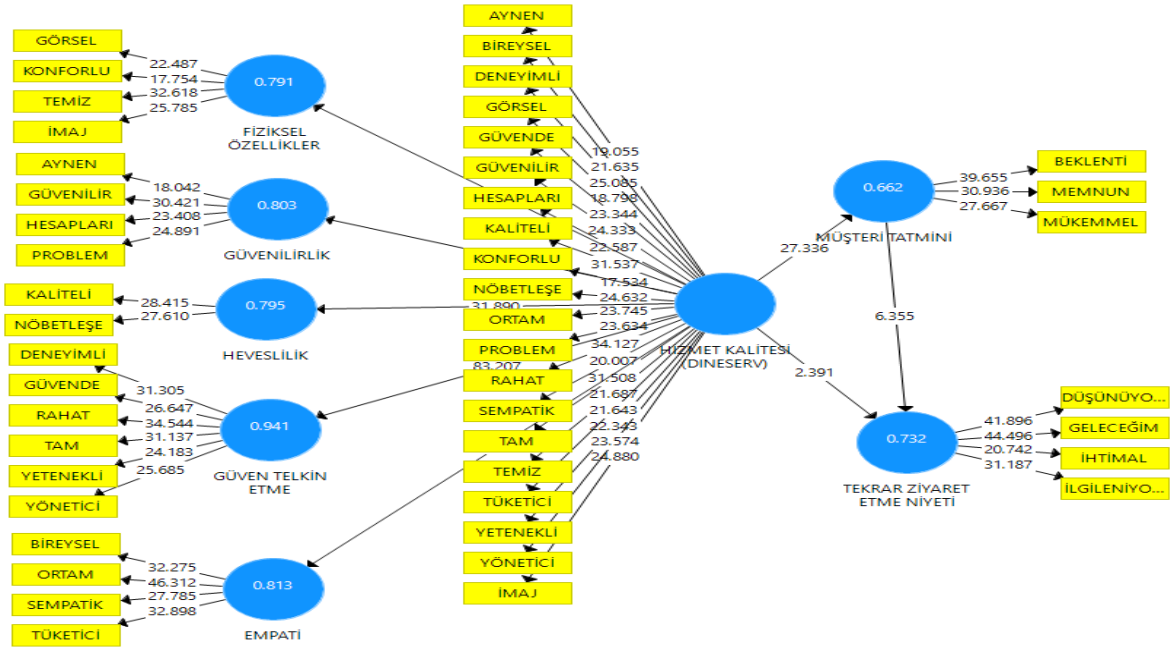 GÖRSEL
KONFORLU
TEMİZ
İMAJ
22.487
17.754
32.618
25.785
0.791
FİZİKSEL
ÖZELLİKLER
AYNEN
GÜVENİLİR
HESAPLARI
PROBLEM
18.042
30.421
23.408
24.891
0.803
GÜVENİLİRLİK
KALİTELİ
NÖBETLEŞE
28.415
27.610
0.795
HEVESLİLİK
DENEYİMLİ
GÜVENDE
RAHAT
TAM
YETENEKLİ
YÖNETİCİ
31.305
26.647
34.544
31.137
24.183
25.685
0.941
GÜVEN TELKİN
ETME
BİREYSEL
ORTAM
SEMPATİK
TÜKETİCİ
32.275
46.312
27.785
32.898
0.813
EMPATİ
AYNEN
BİREYSEL
DENEYİMLİ
GÖRSEL
GÜVENDE
GÜVENİLİR
HESAPLARI
KALİTELİ
KONFORLU
NÖBETLEŞE
31.890
ORTAM
PROBLEM
83.207
RAHAT
SEMPATİK
TAM
TEMİZ
TÜKETİCİ
YETENEKLİ
YÖNETİCİ
İMAJ
19.055
21.635
25.085
18.798
23.344
24.333
22.587
31.537
17.534
24.632
23.745
23.634
34.127
20.007
31.508
21.687
21.643
22.343
23.574
24.880
HİZMET KALİTESİ
(DINESERV)
27.336
2.391
6.355
0.662
MÜŞTERİ TATMİNİ
39.655
30.936
27.667
BEKLENTİ
MEMNUN
MÜKEMMEL
0.732
TEKRAR ZİYARET
ETME NİYETİ
41.896
44.496
20.742
31.187
DÜŞÜNÜYO...
GELECEĞİM
İHTİMAL
İLGİLENİYO...